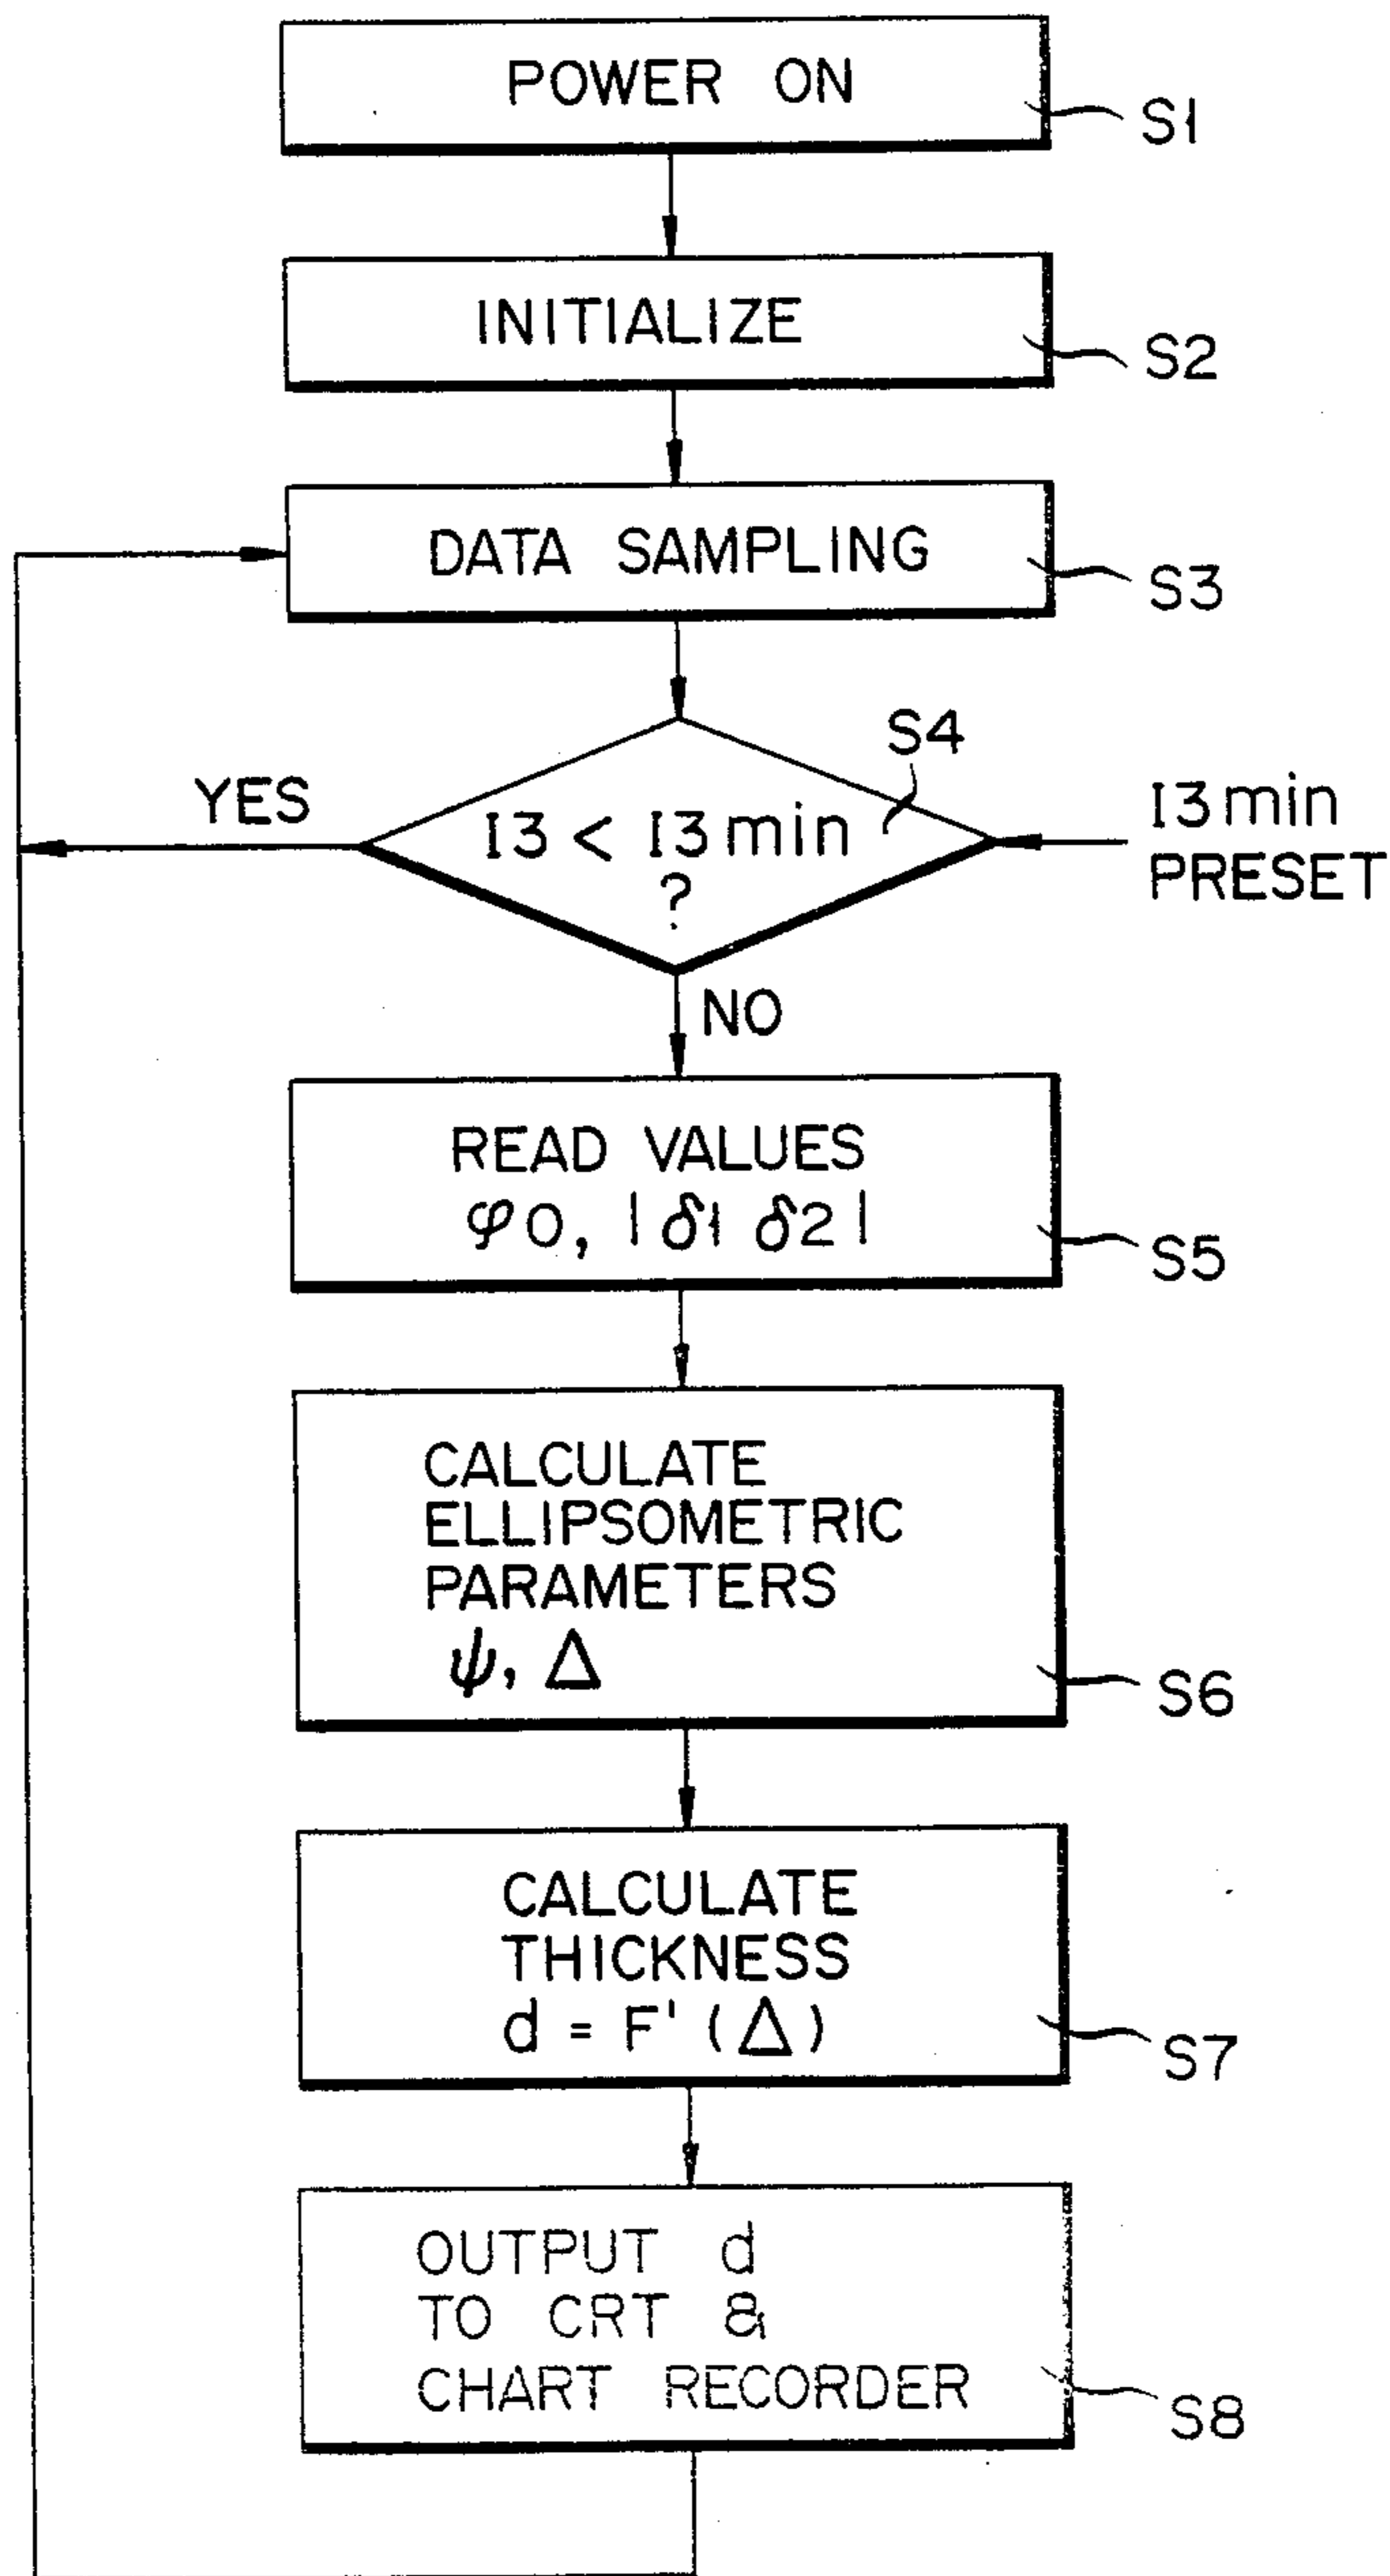 POWER ON
S1
INITIALIZE
S2
DATA SAMPLING
S3
S4
YES
I3 < I3 min
?
I3 min
PRESET
NO
READ VALUES
φ0, |δ1 δ2|
S5
CALCULATE
ELLIPSOMETRIC
PARAMETERS
ψ, Δ
S6
CALCULATE
THICKNESS
d = F' (Δ)
S7
OUTPUT d
TO CRT &
CHART RECORDER
S8